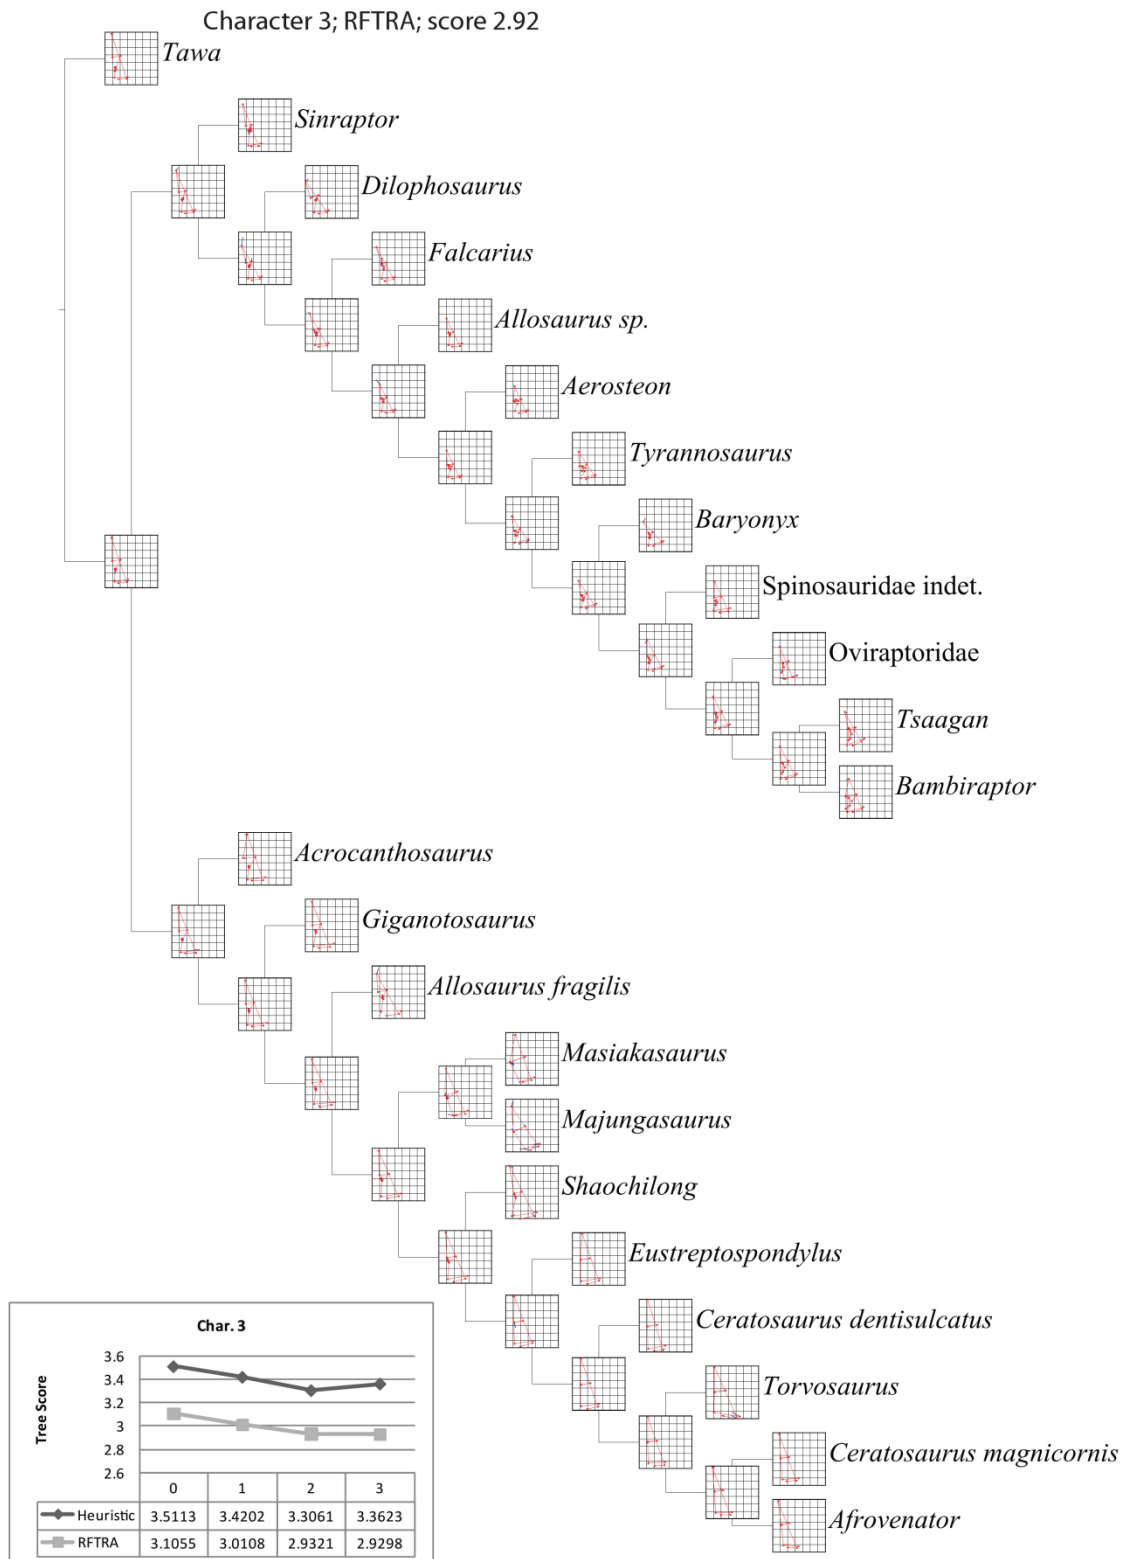 Character 3; RFTRA; score 2.92
Tawa
Sinraptor
Dilophosaurus
Falcarius
Allosaurus sp.
Aerosteon
Tyrannosaurus
Baryonyx
Spinosauridae indet.
Oviraptoridae
Tsaagan
Bambiraptor
Acrocanthosaurus
Giganotosaurus
Allosaurus fragilis
Masiakasaurus
Majungasaurus
Shaochilong
Eustreptospondylus
Ceratosaurus dentisulcatus
Torvosaurus
Ceratosaurus magnicornis
Afrovenator
Char. 3
Tree Score
3.6
3.4
3.2
3
2.8
2.6
0 1 2 3
Heuristic 3.5113 3.4202 3.3061 3.3623
RFTRA 3.1055 3.0108 2.9321 2.9298